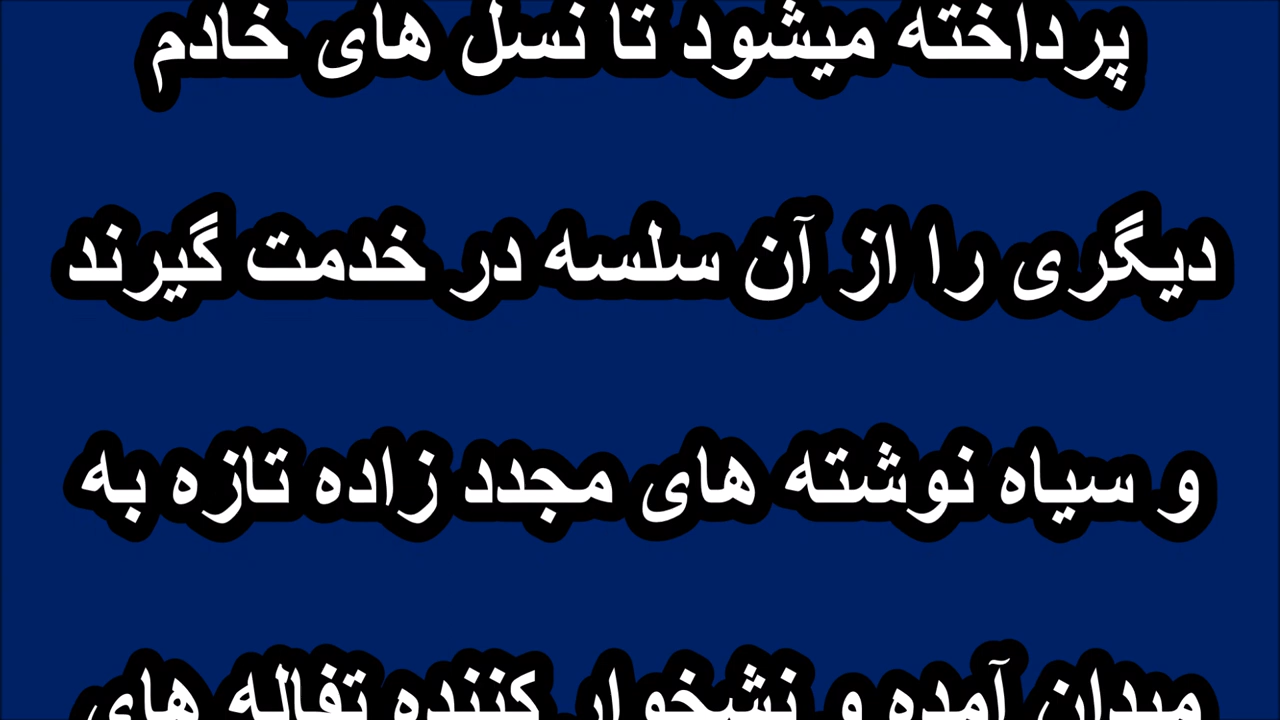 پرداخته میشود تا نسل های خادم
دیگری را از آن سلسه در خدمت گیرند
و سیاه نوشته های مجدد زاده تازه به
میدان آمده و نشخوار کننده تفاله های